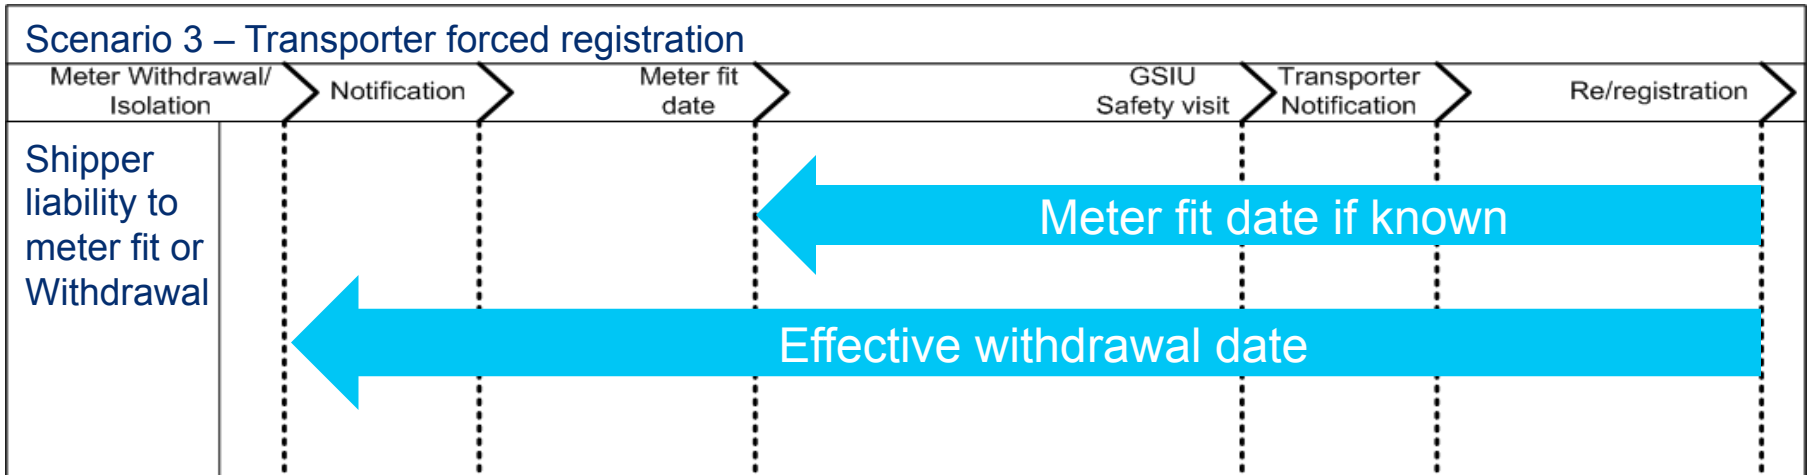 Scenario 3 – Transporter forced registration
Meter Withdrawal/
Isolation
Notification
Meter fit
date
GSIU
Safety visit
Transporter
Notification
Re/registration
Shipper
liability to
meter fit or
Withdrawal
Meter fit date if known
Effective withdrawal date